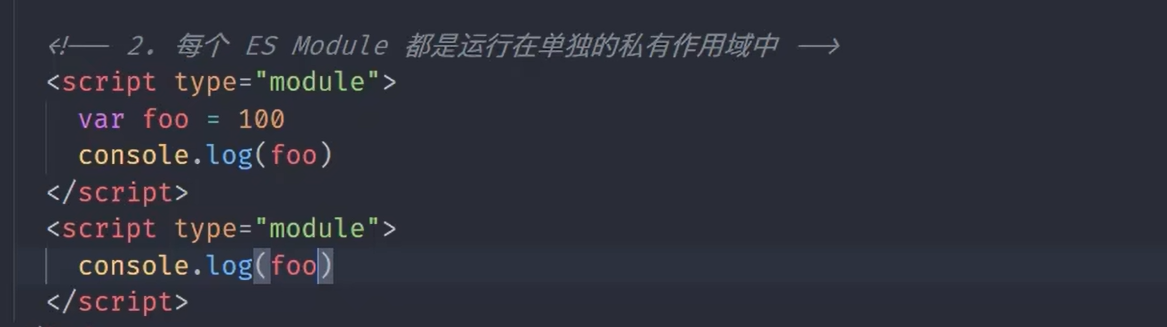 <!-- 2. 每个 ES Module 都是运行在单独的私有作用域中 -->
<script type="module">
var foo = 100
console.log(foo)
</script>
<script type="module">
console.log(foo)
</script>